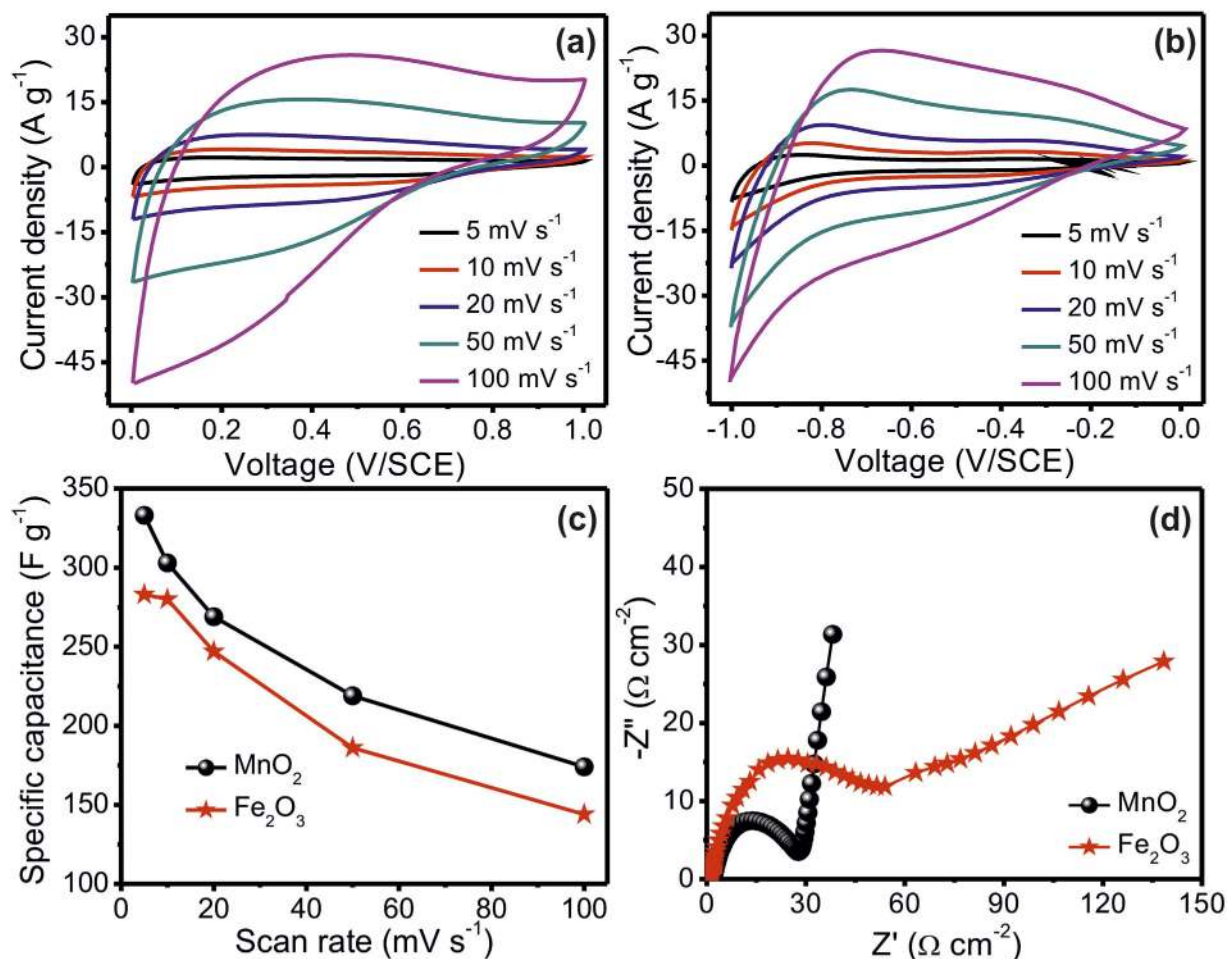 (a)
Current density (A g⁻¹)
30
15
0
-15
-30
-45
5 mV s⁻¹
10 mV s⁻¹
20 mV s⁻¹
50 mV s⁻¹
100 mV s⁻¹
0.0 0.2 0.4 0.6 0.8 1.0
Voltage (V/SCE)
(b)
Current density (A g⁻¹)
30
15
0
-15
-30
-45
5 mV s⁻¹
10 mV s⁻¹
20 mV s⁻¹
50 mV s⁻¹
100 mV s⁻¹
-1.0 -0.8 -0.6 -0.4 -0.2 0.0
Voltage (V/SCE)
(c)
Specific capacitance (F g⁻¹)
350
300
250
200
150
100
MnO₂
Fe₂O₃
0 20 40 60 80 100
Scan rate (mV s⁻¹)
(d)
-Z" (Ω cm⁻²)
50
40
30
20
10
0
MnO₂
Fe₂O₃
0 30 60 90 120 150
Z' (Ω cm⁻²)